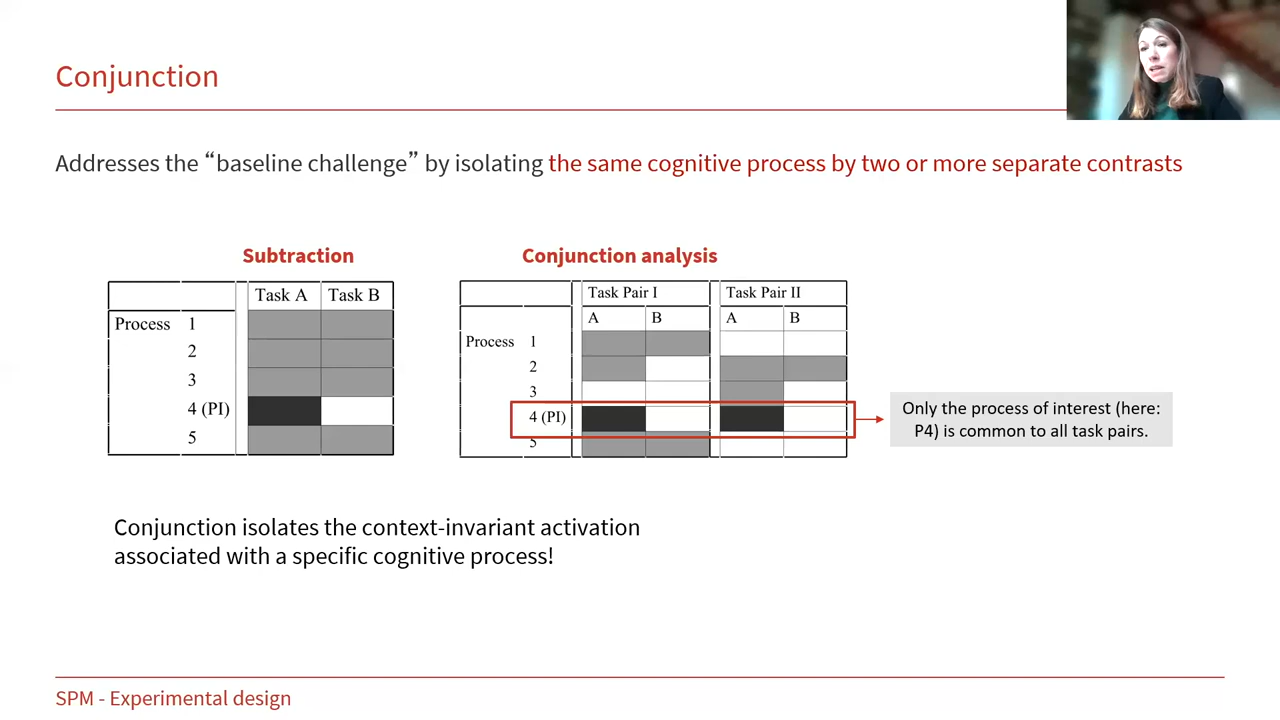 Conjunction
Addresses the “baseline challenge” by isolating the same cognitive process by two or more separate contrasts
Subtraction
Task A Task B
Process 1
2
3
4 (PI)
5
Conjunction analysis
Task Pair I Task Pair II
A B A B
Process 1
2
3
4 (PI)
5
Only the process of interest (here:
P4) is common to all task pairs.
Conjunction isolates the context-invariant activation
associated with a specific cognitive process!
SPM - Experimental design